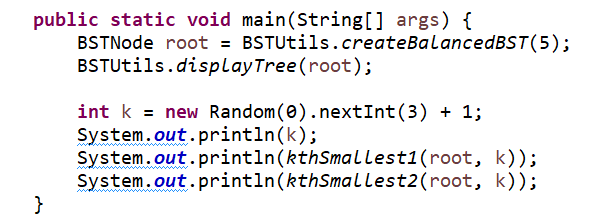 public static void main(String[] args) {
    BSTNode root = BSTUtils.createBalancedBST(5);
    BSTUtils.displayTree(root);

    int k = new Random(0).nextInt(3) + 1;
    System.out.println(k);
    System.out.println(kthSmallest1(root, k));
    System.out.println(kthSmallest2(root, k));
}